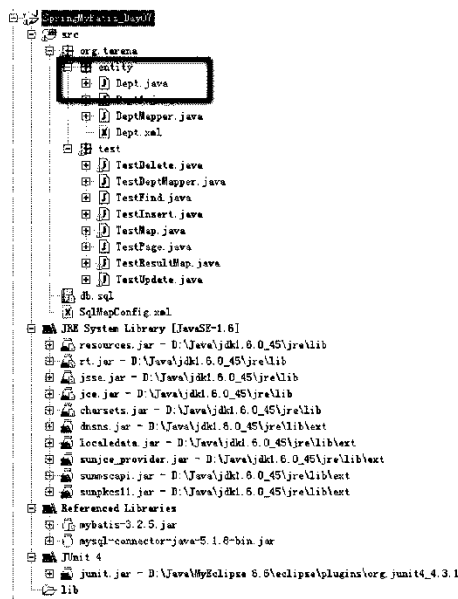 SpringMyBatis_Day07
src
org.tarena
entity
Dept.java
DeptMapper.java
Dept.xml
test
TestDelete.java
TestDeptMapper.java
TestFind.java
TestInsert.java
TestMap.java
TestPage.java
TestResultMap.java
TestUpdate.java
db.sql
SqlMapConfig.xml
JRE System Library [JavaSE-1.6]
resources.jar - D:\Java\jdk1.6.0_45\jre\lib
rt.jar - D:\Java\jdk1.6.0_45\jre\lib
jsse.jar - D:\Java\jdk1.6.0_45\jre\lib
jce.jar - D:\Java\jdk1.6.0_45\jre\lib
charsets.jar - D:\Java\jdk1.6.0_45\jre\lib
dnsns.jar - D:\Java\jdk1.6.0_45\jre\lib\ext
localedata.jar - D:\Java\jdk1.6.0_45\jre\lib\ext
sunjce_provider.jar - D:\Java\jdk1.6.0_45\jre\lib\ext
sunmscapi.jar - D:\Java\jdk1.6.0_45\jre\lib\ext
sunpkcs11.jar - D:\Java\jdk1.6.0_45\jre\lib\ext
Referenced Libraries
mybatis-3.2.5.jar
mysql-connector-java-5.1.8-bin.jar
JUnit 4
junit.jar - D:\Java\MyEclipse 8.6\eclipse\plugins\org.junit4_4.3.1
lib